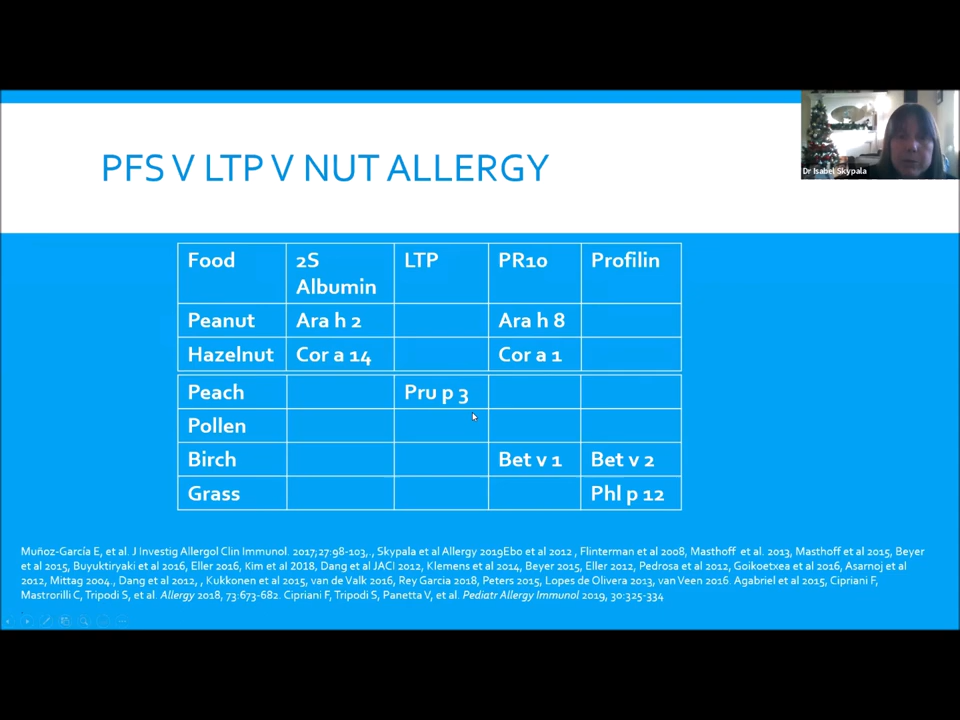 Dr Isabel Skypala
PFS V LTP V NUT ALLERGY
Food 2S Albumin LTP PR10 Profilin
Peanut Ara h 2 Ara h 8
Hazelnut Cor a 14 Cor a 1
Peach Pru p 3
Pollen
Birch Bet v 1 Bet v 2
Grass Phl p 12
Muñoz-García E, et al. J Investig Allergol Clin Immunol. 2017;27:98-103,., Skypala et al Allergy 2019Ebo et al 2012 , Flinterman et al 2008, Masthoff et al. 2013, Masthoff et al 2015, Beyer
et al 2015, Buyuktiryaki et al 2016, Eller 2016, Kim et al 2018, Dang et al JACI 2012, Klemens et al 2014, Beyer 2015, Eller 2012, Pedrosa et al 2012, Goikoetxea et al 2016, Asarnoj et al
2012, Mittag 2004., Dang et al 2012, , Kukkonen et al 2015, van de Valk 2016, Rey Garcia 2018, Peters 2015, Lopes de Olivera 2013, van Veen 2016. Agabriel et al 2015, Cipriani F,
Mastrorilli C, Tripodi S, et al. Allergy 2018, 73:673-682. Cipriani F, Tripodi S, Panetta V, et al. Pediatr Allergy Immunol 2019, 30:325-334